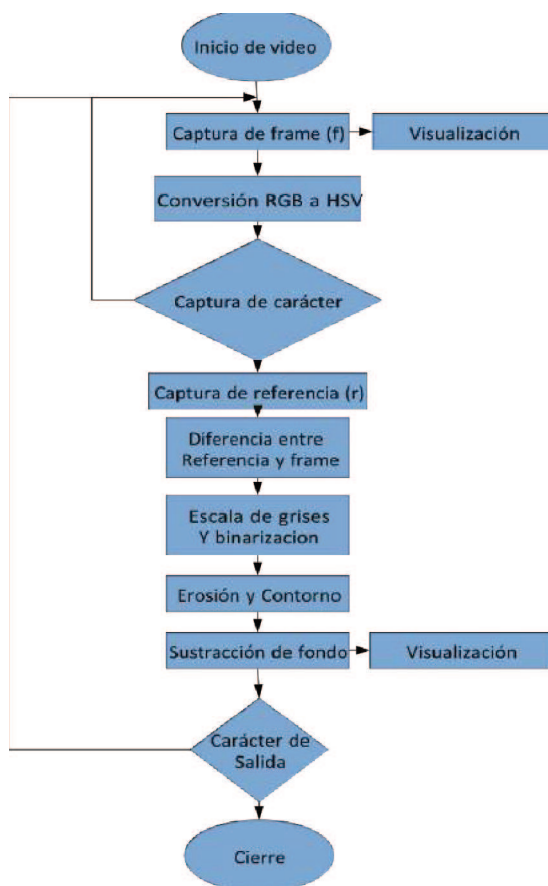 Inicio de video
Captura de frame (f)
Visualización
Conversión RGB a HSV
Captura de carácter
Captura de referencia (r)
Diferencia entre
Referencia y frame
Escala de grises
Y binarizacion
Erosión y Contorno
Sustracción de fondo
Visualización
Carácter de
Salida
Cierre